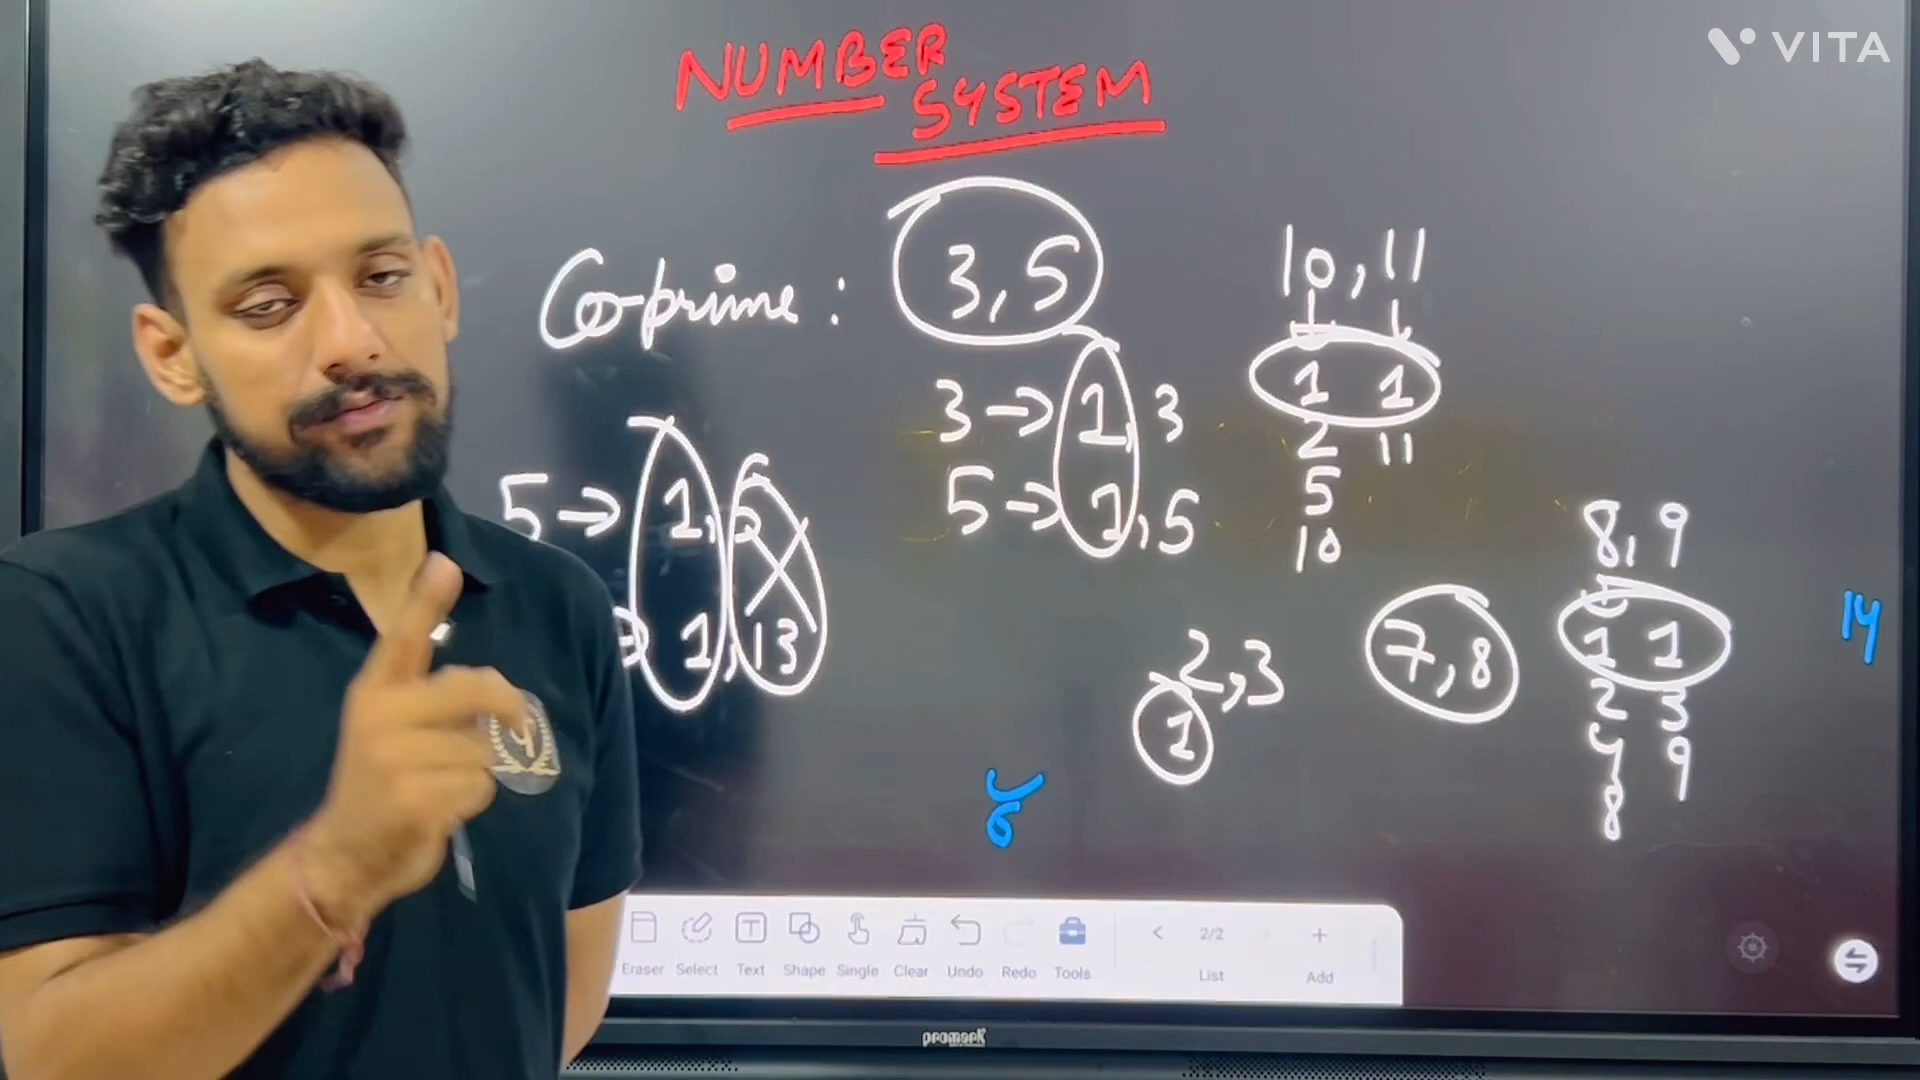 VITA
NUMBER
SYSTEM
Co-prime : 3, 5
10, 11
3 → 1, 3
5 → 1, 5
1 1
2 11
5
10
5 → 1, 5
1, 13
8, 9
1 1
2 3
4 9
8
7, 8
2, 3
1
14
Eraser Select Text Shape Single Clear Undo Redo Tools < 2/2 List + Add
promark